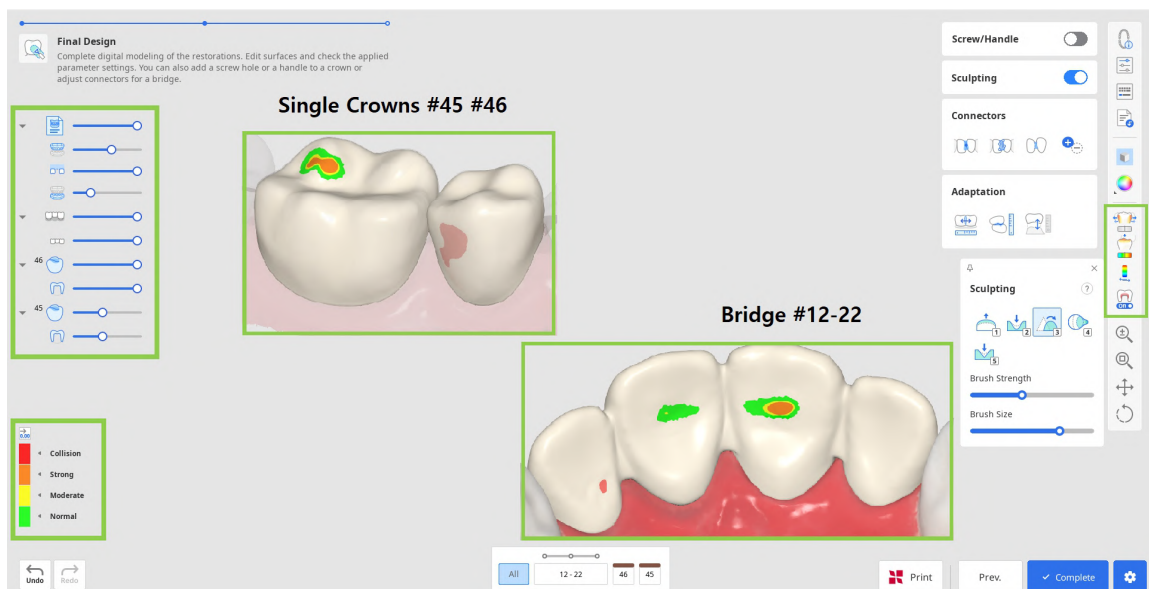 Final Design
Complete digital modeling of the restorations. Edit surfaces and check the applied
parameter settings. You can also add a screw hole or a handle to a crown or
adjust connectors for a bridge.
Single Crowns #45 #46
Bridge #12-22
46
45
0.00
Collision
Strong
Moderate
Normal
Undo
Redo
All
12 - 22
46
45
Screw/Handle
Sculpting
Connectors
Adaptation
Sculpting
?
1
2
3
4
5
Brush Strength
Brush Size
ON
Print
Prev.
Complete